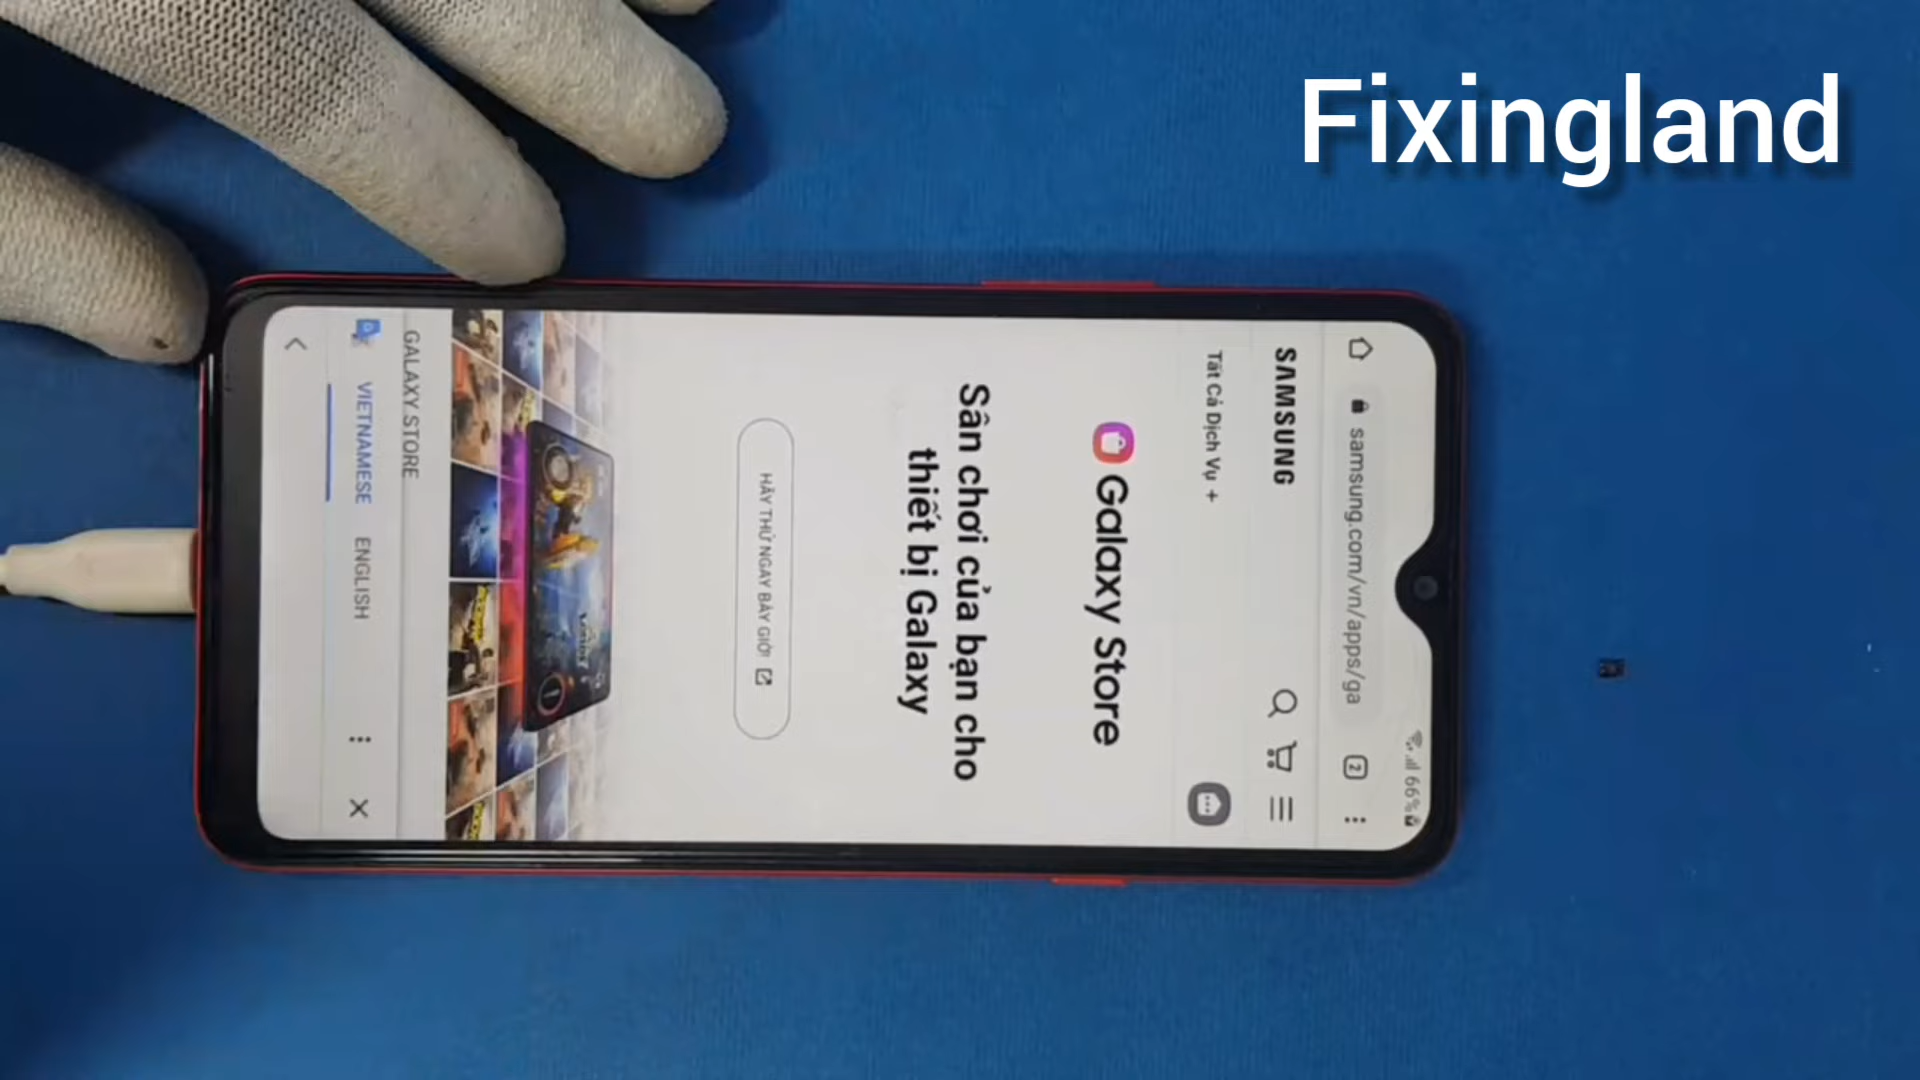 Fixingland
66%
samsung.com/vn/apps/ga
2
SAMSUNG
Tất Cả Dịch Vụ +
Galaxy Store
Sân chơi của bạn cho
thiết bị Galaxy
HÃY THỬ NGAY BÂY GIỜ!
GALAXY STORE
VIETNAMESE ENGLISH